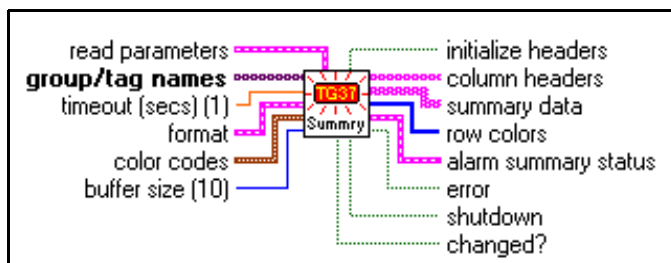 read parameters
group/tag names
timeout (secs) (1)
format
color codes
buffer size (10)
TGST
Summry
initialize headers
column headers
summary data
row colors
alarm summary status
error
shutdown
changed?